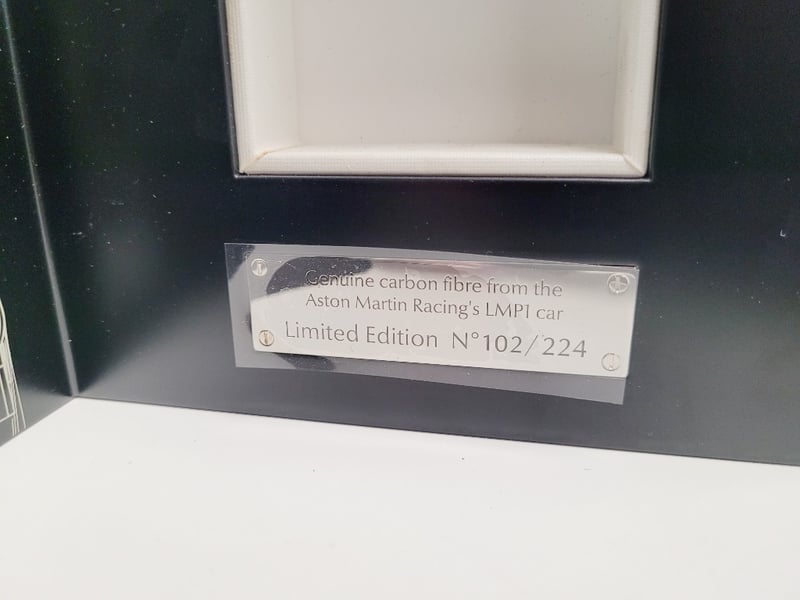 Genuine carbon fibre from the
Aston Martin Racing's LMP1 car
Limited Edition N°102/224